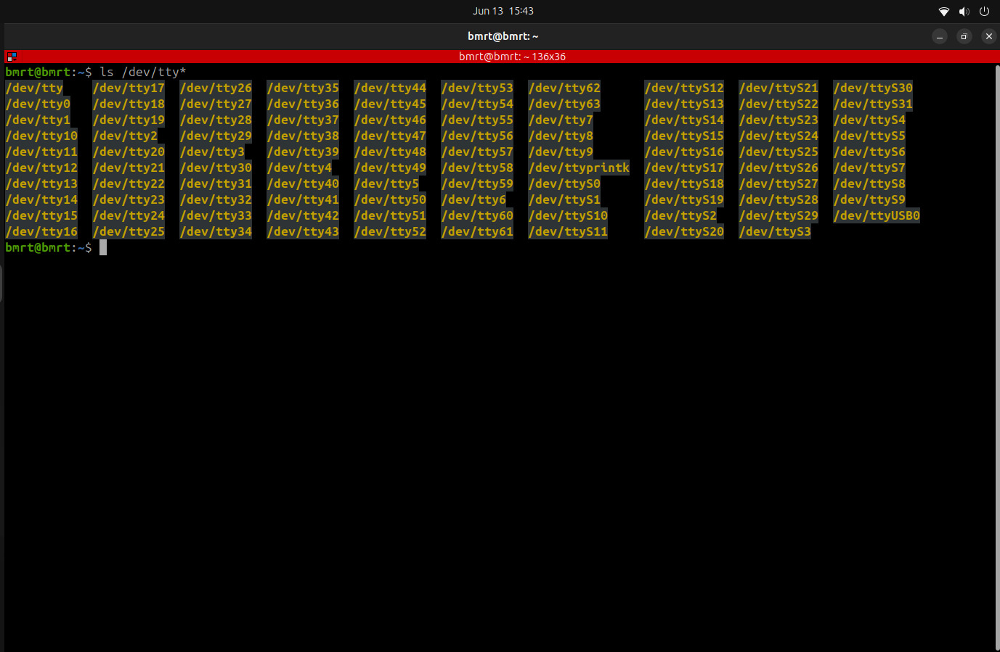 Jun 13 15:43
bmrt@bmrt: ~
bmrt@bmrt: ~ 136x36
bmrt@bmrt:~$ ls /dev/tty*
/dev/tty /dev/tty17 /dev/tty26 /dev/tty35 /dev/tty44 /dev/tty53 /dev/tty62 /dev/ttyS12 /dev/ttyS21 /dev/ttyS30
/dev/tty0 /dev/tty18 /dev/tty27 /dev/tty36 /dev/tty45 /dev/tty54 /dev/tty63 /dev/ttyS13 /dev/ttyS22 /dev/ttyS31
/dev/tty1 /dev/tty19 /dev/tty28 /dev/tty37 /dev/tty46 /dev/tty55 /dev/tty7 /dev/ttyS14 /dev/ttyS23 /dev/ttyS4
/dev/tty10 /dev/tty2 /dev/tty29 /dev/tty38 /dev/tty47 /dev/tty56 /dev/tty8 /dev/ttyS15 /dev/ttyS24 /dev/ttyS5
/dev/tty11 /dev/tty20 /dev/tty3 /dev/tty39 /dev/tty48 /dev/tty57 /dev/tty9 /dev/ttyS16 /dev/ttyS25 /dev/ttyS6
/dev/tty12 /dev/tty21 /dev/tty30 /dev/tty4 /dev/tty49 /dev/tty58 /dev/ttyprintk /dev/ttyS17 /dev/ttyS26 /dev/ttyS7
/dev/tty13 /dev/tty22 /dev/tty31 /dev/tty40 /dev/tty5 /dev/tty59 /dev/ttyS0 /dev/ttyS18 /dev/ttyS27 /dev/ttyS8
/dev/tty14 /dev/tty23 /dev/tty32 /dev/tty41 /dev/tty50 /dev/tty6 /dev/ttyS1 /dev/ttyS19 /dev/ttyS28 /dev/ttyS9
/dev/tty15 /dev/tty24 /dev/tty33 /dev/tty42 /dev/tty51 /dev/tty60 /dev/ttyS10 /dev/ttyS2 /dev/ttyS29 /dev/ttyUSB0
/dev/tty16 /dev/tty25 /dev/tty34 /dev/tty43 /dev/tty52 /dev/tty61 /dev/ttyS11 /dev/ttyS20 /dev/ttyS3
bmrt@bmrt:~$